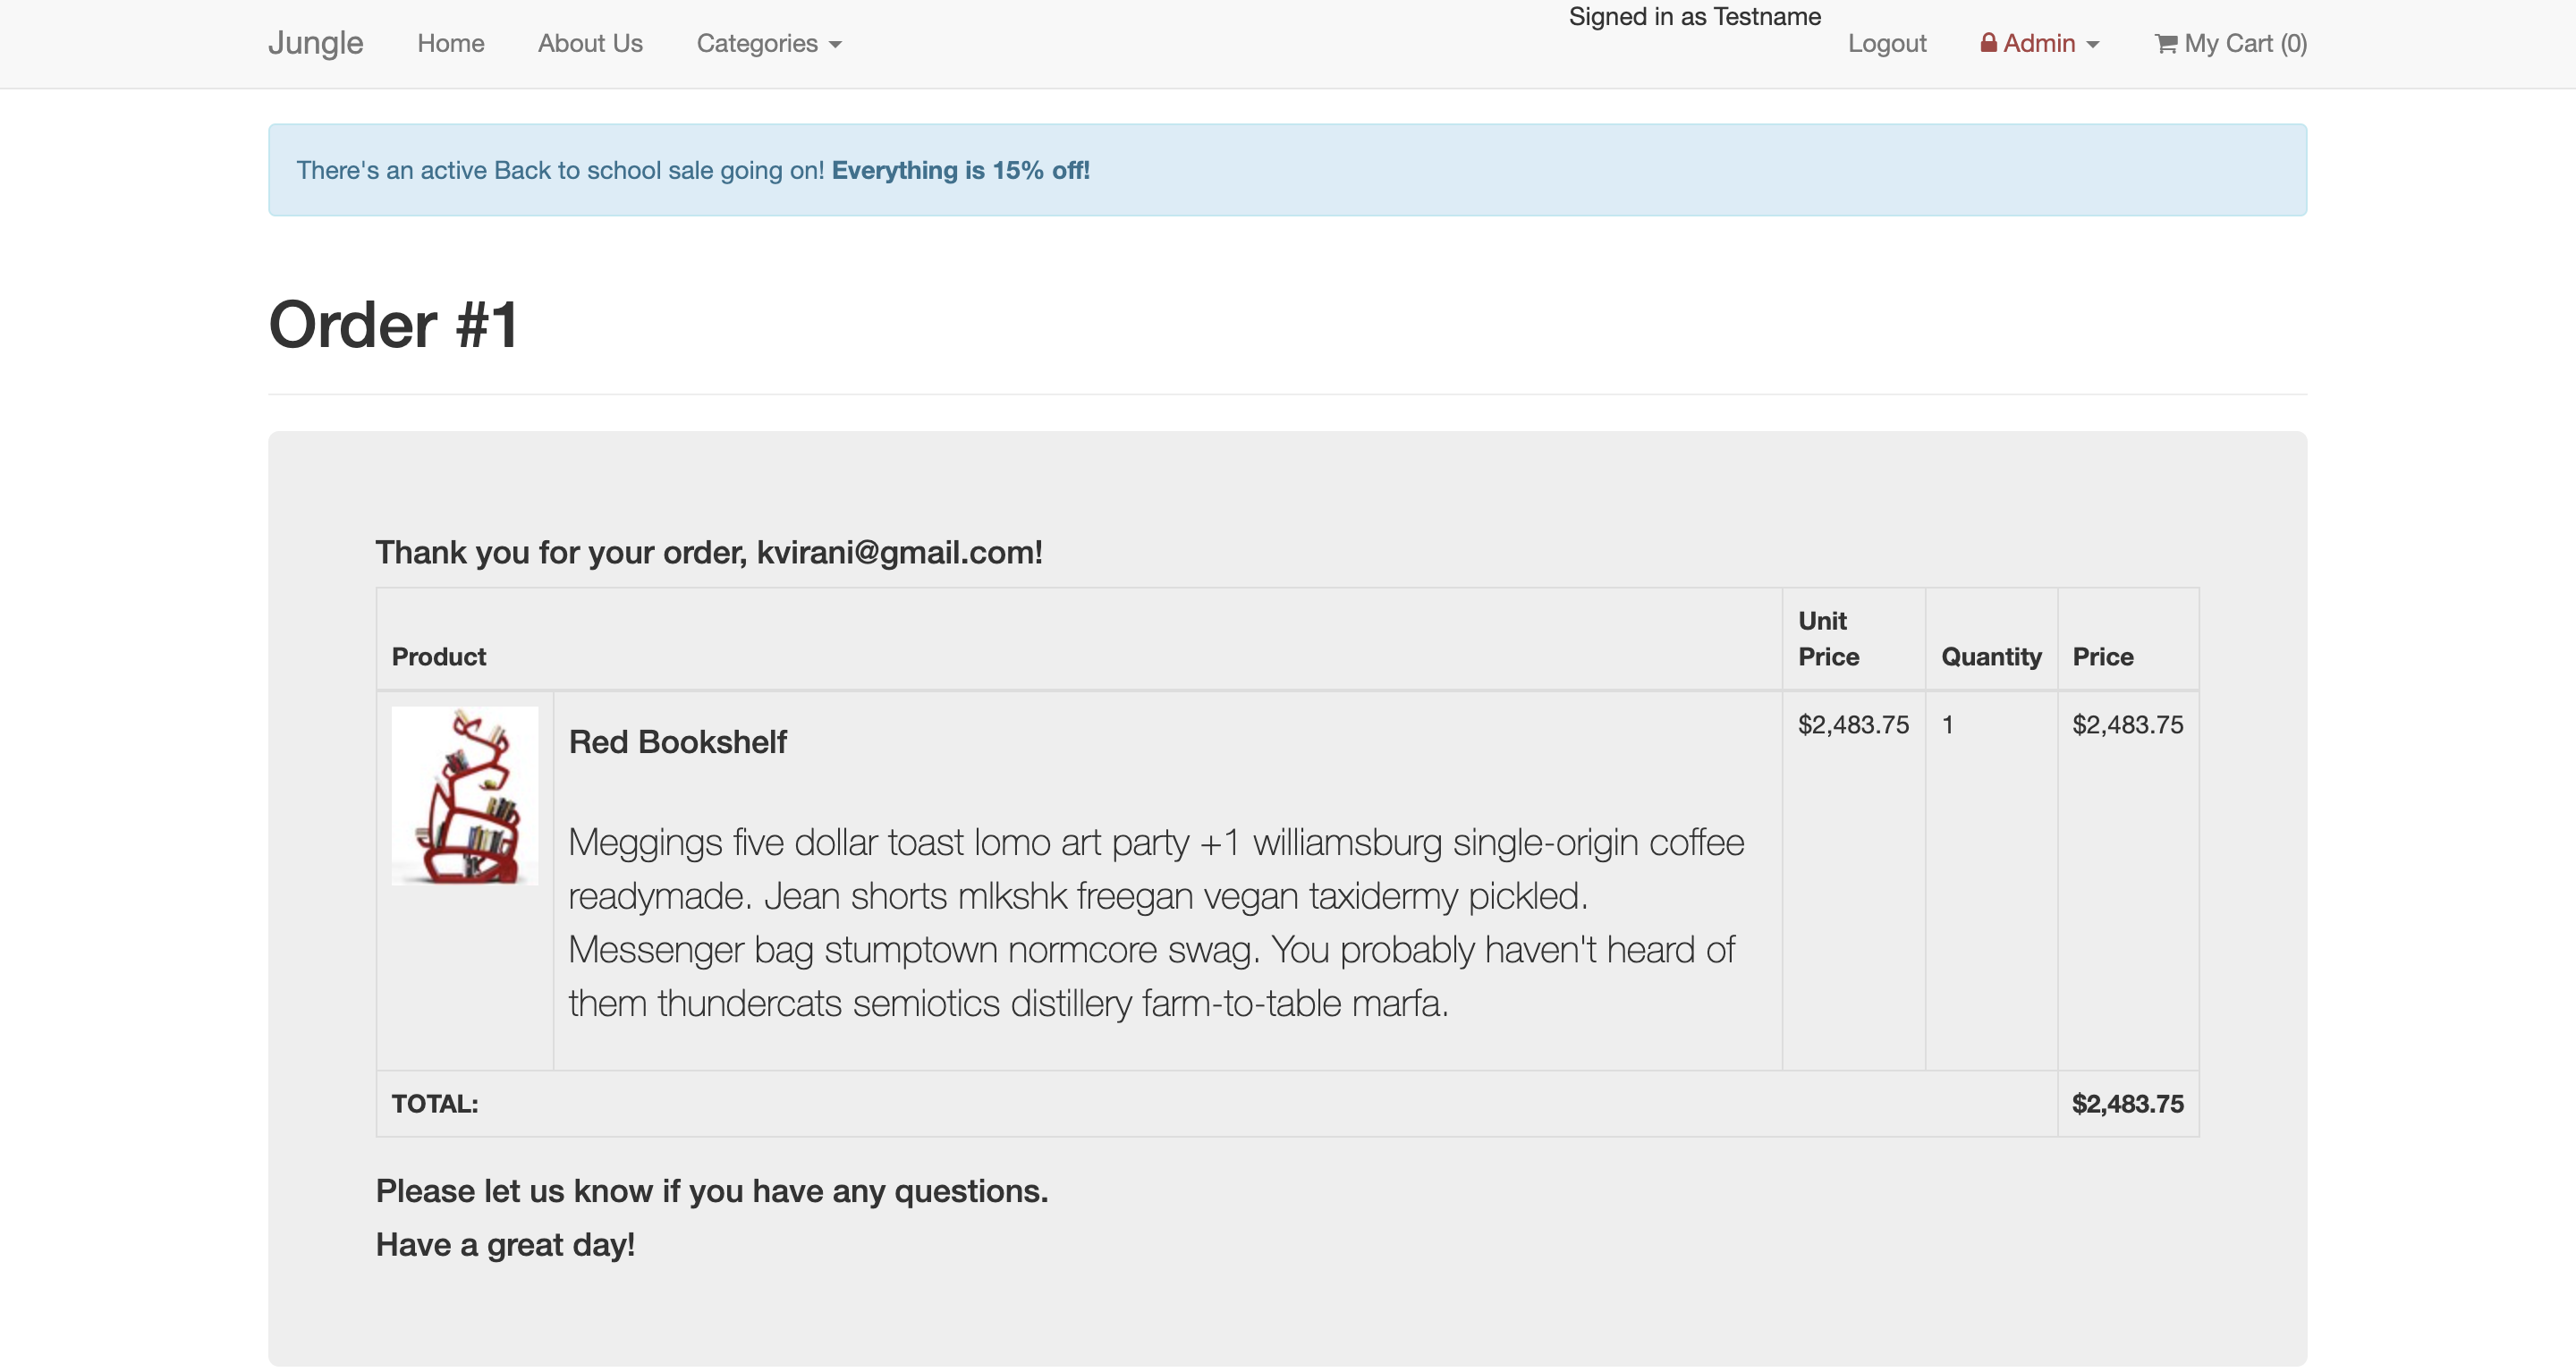 Signed in as Testname
Jungle Home About Us Categories Logout Admin My Cart (0)
There's an active Back to school sale going on! Everything is 15% off!
Order #1
Thank you for your order, kvirani@gmail.com!
Product Unit Price Quantity Price
Red Bookshelf $2,483.75 1 $2,483.75
Meggings five dollar toast lomo art party +1 williamsburg single-origin coffee
readymade. Jean shorts mlkshk freegan vegan taxidermy pickled.
Messenger bag stumptown normcore swag. You probably haven't heard of
them thundercats semiotics distillery farm-to-table marfa.
TOTAL: $2,483.75
Please let us know if you have any questions.
Have a great day!